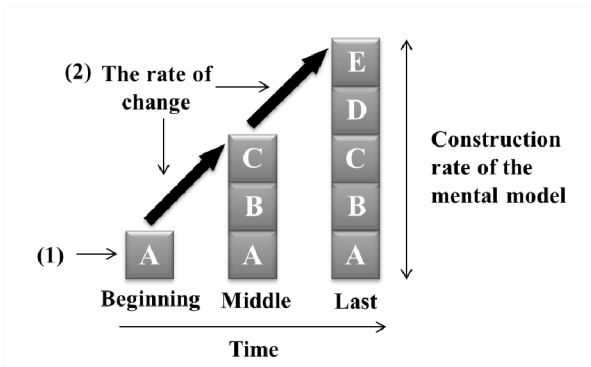 (2) The rate of
change
E
D
C
B
A
C
B
A
A
(1)
Construction
rate of the
mental model
Beginning
Middle
Last
Time